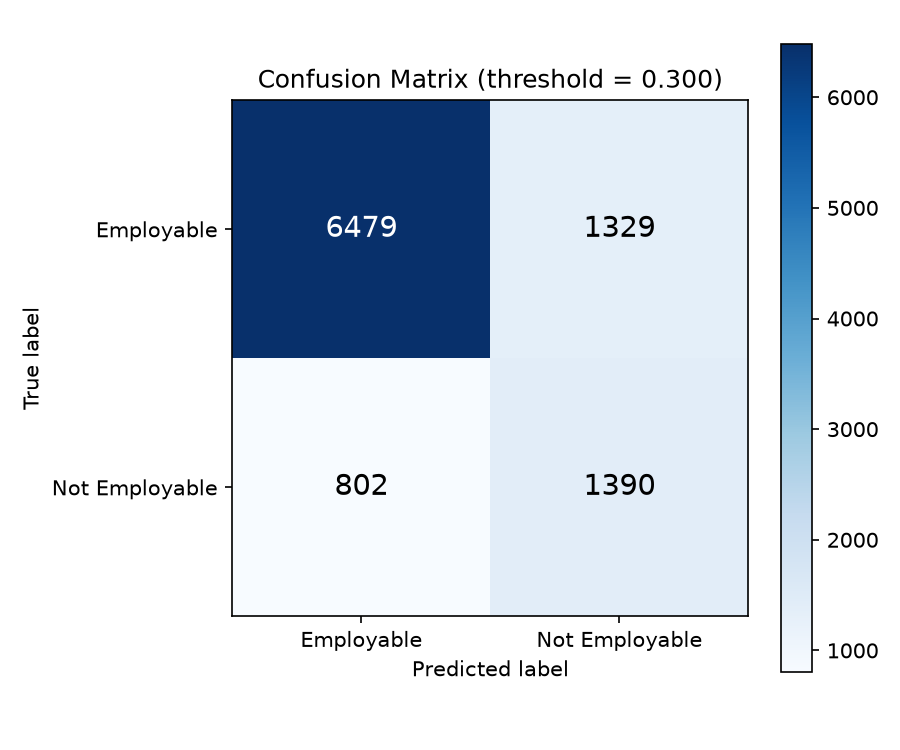 Confusion Matrix (threshold = 0.300)
True label
Employable
6479
1329
Not Employable
802
1390
Employable
Not Employable
Predicted label
6000
5000
4000
3000
2000
1000